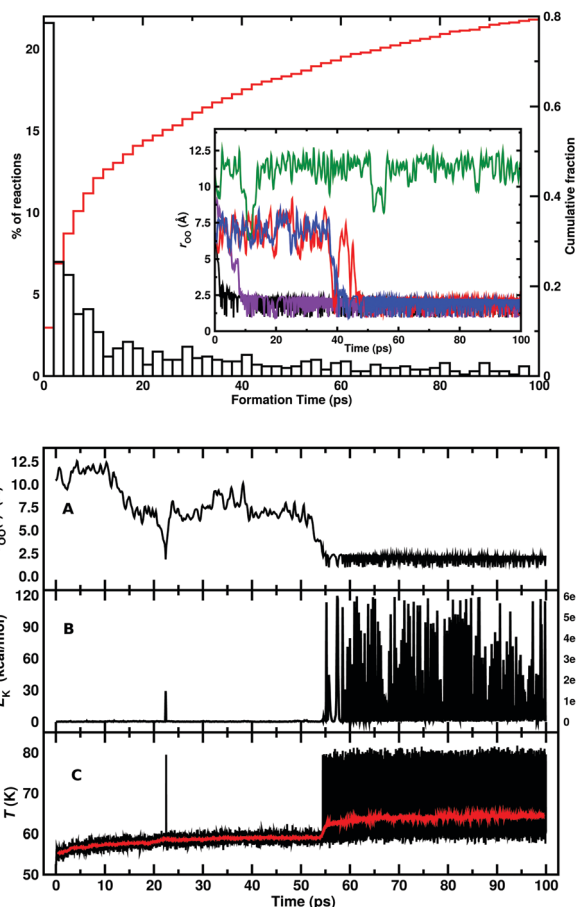 20
15
10
5
0
% of reactions
0.8
0.6
0.4
0.2
0
Cumulative fraction
12.5
10
7.5
5
2.5
0
rOO (Å)
0 20 40 60 80 100
Time (ps)
0 20 40 60 80 100
Formation Time (ps)
12.5
10.0
7.5
5.0
2.5
0.0
A
120
90
60
30
0
(kcal/mol)
B
6e
5e
4e
3e
2e
1e
0
80
70
60
50
T (K)
C
0 10 20 30 40 50 60 70 80 90 100
Time (ps)